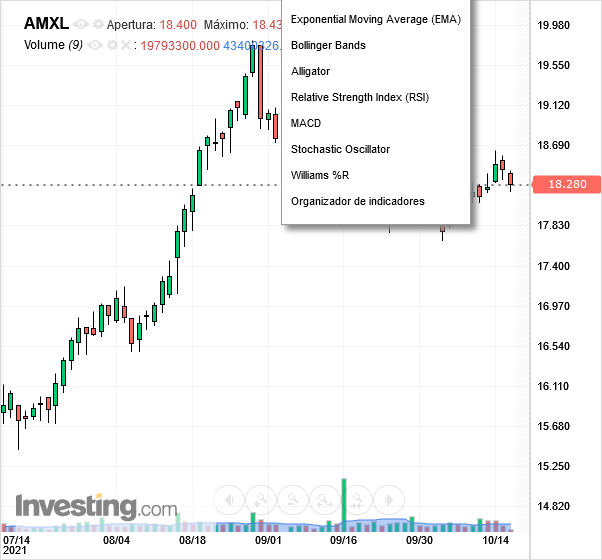 AMXL Apertura: 18.400 Máximo: 18.43
Volume (9) : 19793300.000 43400326.
Exponential Moving Average (EMA)
Bollinger Bands
Alligator
Relative Strength Index (RSI)
MACD
Stochastic Oscillator
Williams %R
Organizador de indicadores
19.980
19.550
19.120
18.690
18.280
17.830
17.400
16.970
16.540
16.110
15.680
15.250
14.820
Investing.com
07/14 08/04 08/18 09/01 09/16 09/30 10/14
2021